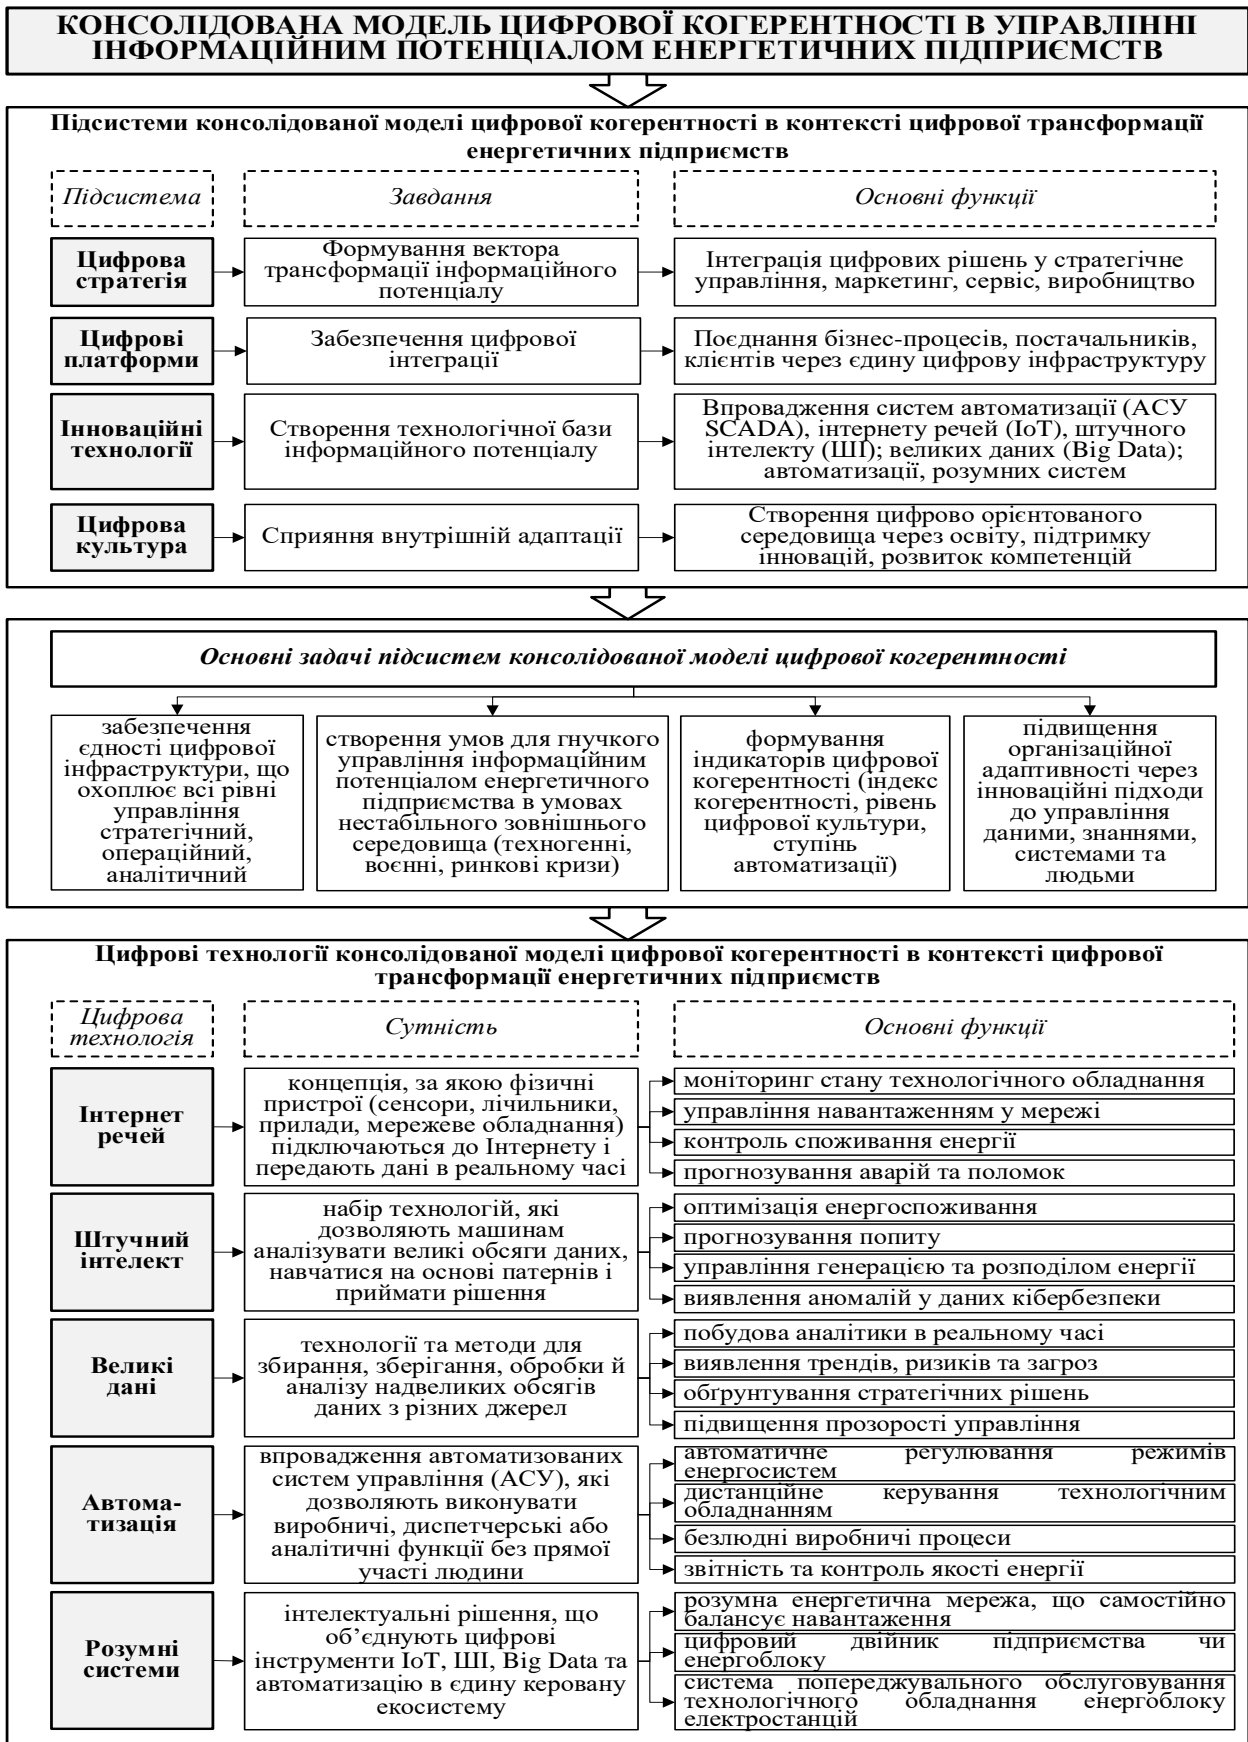 КОНСОЛІДОВАНА МОДЕЛЬ ЦИФРОВОЇ КОГЕРЕНТНОСТІ В УПРАВЛІННІ
ІНФОРМАЦІЙНИМ ПОТЕНЦІАЛОМ ЕНЕРГЕТИЧНИХ ПІДПРИЄМСТВ
Підсистеми консолідованої моделі цифрової когерентності в контексті цифрової трансформації
енергетичних підприємств
Підсистема
Завдання
Основні функції
Цифрова
стратегія
Формування вектора
трансформації інформаційного
потенціалу
Інтеграція цифрових рішень у стратегічне
управління, маркетинг, сервіс, виробництво
Цифрові
платформи
Забезпечення цифрової
інтеграції
Поєднання бізнес-процесів, постачальників,
клієнтів через єдину цифрову інфраструктуру
Інноваційні
технології
Створення технологічної бази
інформаційного потенціалу
Впровадження систем автоматизації (АСУ
SCADA), інтернету речей (IoT), штучного
інтелекту (ШІ); великих даних (Big Data);
автоматизації, розумних систем
Цифрова
культура
Сприяння внутрішній адаптації
Створення цифрово орієнтованого
середовища через освіту, підтримку
інновацій, розвиток компетенцій
Основні задачі підсистем консолідованої моделі цифрової когерентності
забезпечення
єдності цифрової
інфраструктури, що
охоплює всі рівні
управління
стратегічний,
операційний,
аналітичний
створення умов для гнучкого
управління інформаційним
потенціалом енергетичного
підприємства в умовах
нестабільного зовнішнього
середовища (техногенні,
воєнні, ринкові кризи)
формування
індикаторів цифрової
когерентності (індекс
когерентності, рівень
цифрової культури,
ступінь
автоматизації)
підвищення
організаційної
адаптивності через
інноваційні підходи
до управління
даними, знаннями,
системами та
людьми
Цифрові технології консолідованої моделі цифрової когерентності в контексті цифрової
трансформації енергетичних підприємств
Цифрова
технологія
Сутність
Основні функції
Інтернет
речей
концепція, за якою фізичні
пристрої (сенсори, лічильники,
прилади, мережеве обладнання)
підключаються до Інтернету і
передають дані в реальному часі
моніторинг стану технологічного обладнання
управління навантаженням у мережі
контроль споживання енергії
прогнозування аварій та поломок
Штучний
інтелект
набір технологій, які
дозволяють машинам
аналізувати великі обсяги даних,
навчатися на основі патернів і
приймати рішення
оптимізація енергоспоживання
прогнозування попиту
управління генерацією та розподілом енергії
виявлення аномалій у даних кібербезпеки
Великі
дані
технології та методи для
збирання, зберігання, обробки й
аналізу надвеликих обсягів
даних з різних джерел
побудова аналітики в реальному часі
виявлення трендів, ризиків та загроз
обґрунтування стратегічних рішень
підвищення прозорості управління
Автома-
тизація
впровадження автоматизованих
систем управління (АСУ), які
дозволяють виконувати
виробничі, диспетчерські або
аналітичні функції без прямої
участі людини
автоматичне регулювання режимів
енергосистем
дистанційне керування технологічним
обладнанням
безлюдні виробничі процеси
звітність та контроль якості енергії
Розумні
системи
інтелектуальні рішення, що
об’єднують цифрові
інструменти IoT, ШІ, Big Data та
автоматизацію в єдину керовану
екосистему
розумна енергетична мережа, що самостійно
балансує навантаження
цифровий двійник підприємства чи
енергоблоку
система попереджувального обслуговування
технологічного обладнання енергоблоку
електростанцій